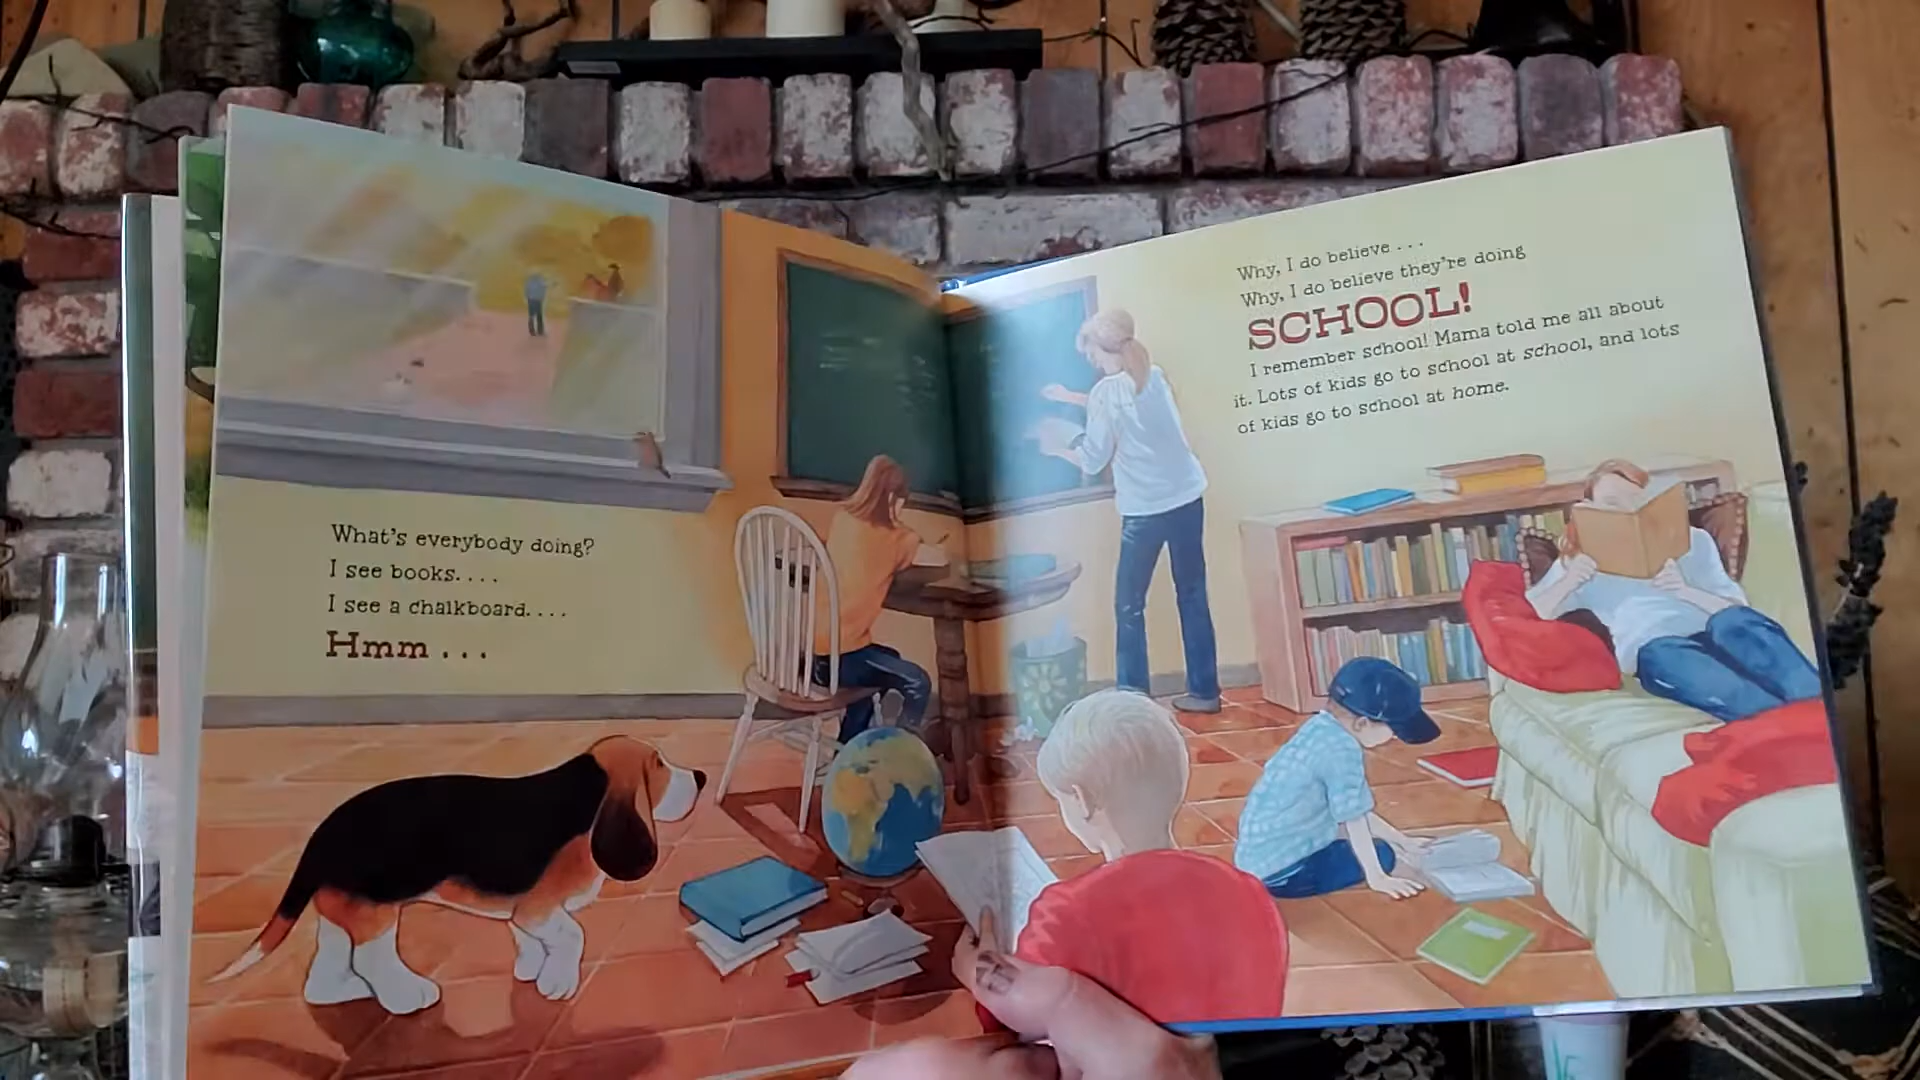 What's everybody doing?
I see books. . . .
I see a chalkboard. . . .
Hmm . . .
Why, I do believe . . .
Why, I do believe they're doing
SCHOOL!
I remember school! Mama told me all about
it. Lots of kids go to school at school, and lots
of kids go to school at home.